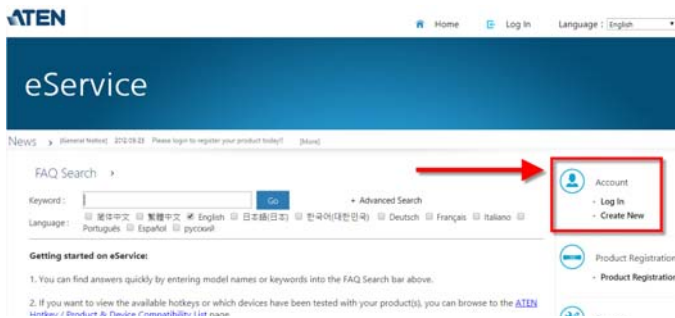 ATEN
Home Log In Language : English
eService
News [General Notice] 2012-09-23 Please login to register your product today!! [More]
FAQ Search
Keyword : Go + Advanced Search
Language : 简体中文 繁體中文 English 日本語(日本) 한국어(대한민국) Deutsch Français Italiano
Português Español русский
Account
- Log In
- Create New
Getting started on eService:
1. You can find answers quickly by entering model names or keywords into the FAQ Search bar above.
2. If you want to view the available hotkeys or which devices have been tested with your product(s), you can browse to the ATEN
Hotkey / Product & Device Compatibility List page.
Product Registration
- Product Registration